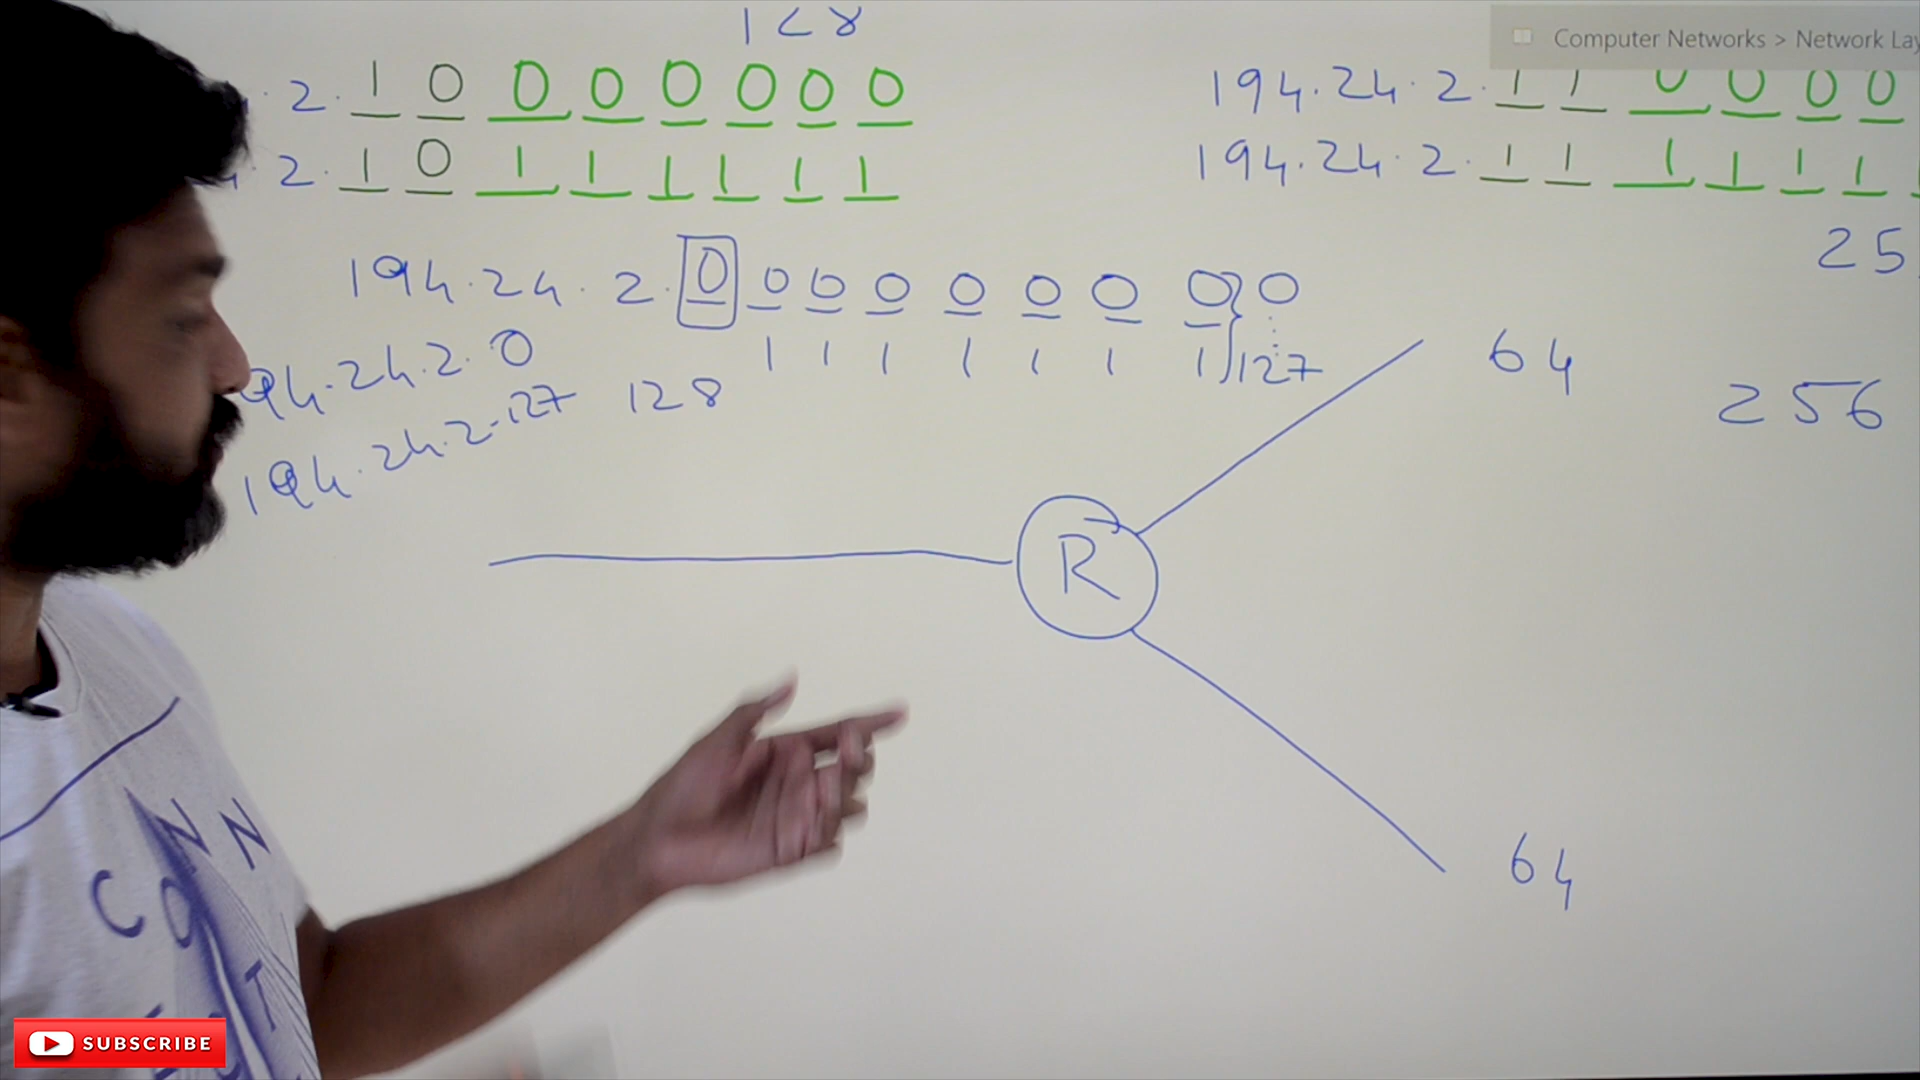 128
Computer Networks > Network Lay
2. 1 0 0 0 0 0 0 0
194.24.2. 1 1 0 0 0 0
2. 1 0 1 1 1 1 1 1
194.24.2. 1 1 1 1 1 1
25
194.24.2. 0 0 0 0 0 0 0 0} 0
1 1 1 1 1 1 1} 127
94.24.2.0
194.24.2.127 128
64
256
R
64
CONN
T
SUBSCRIBE